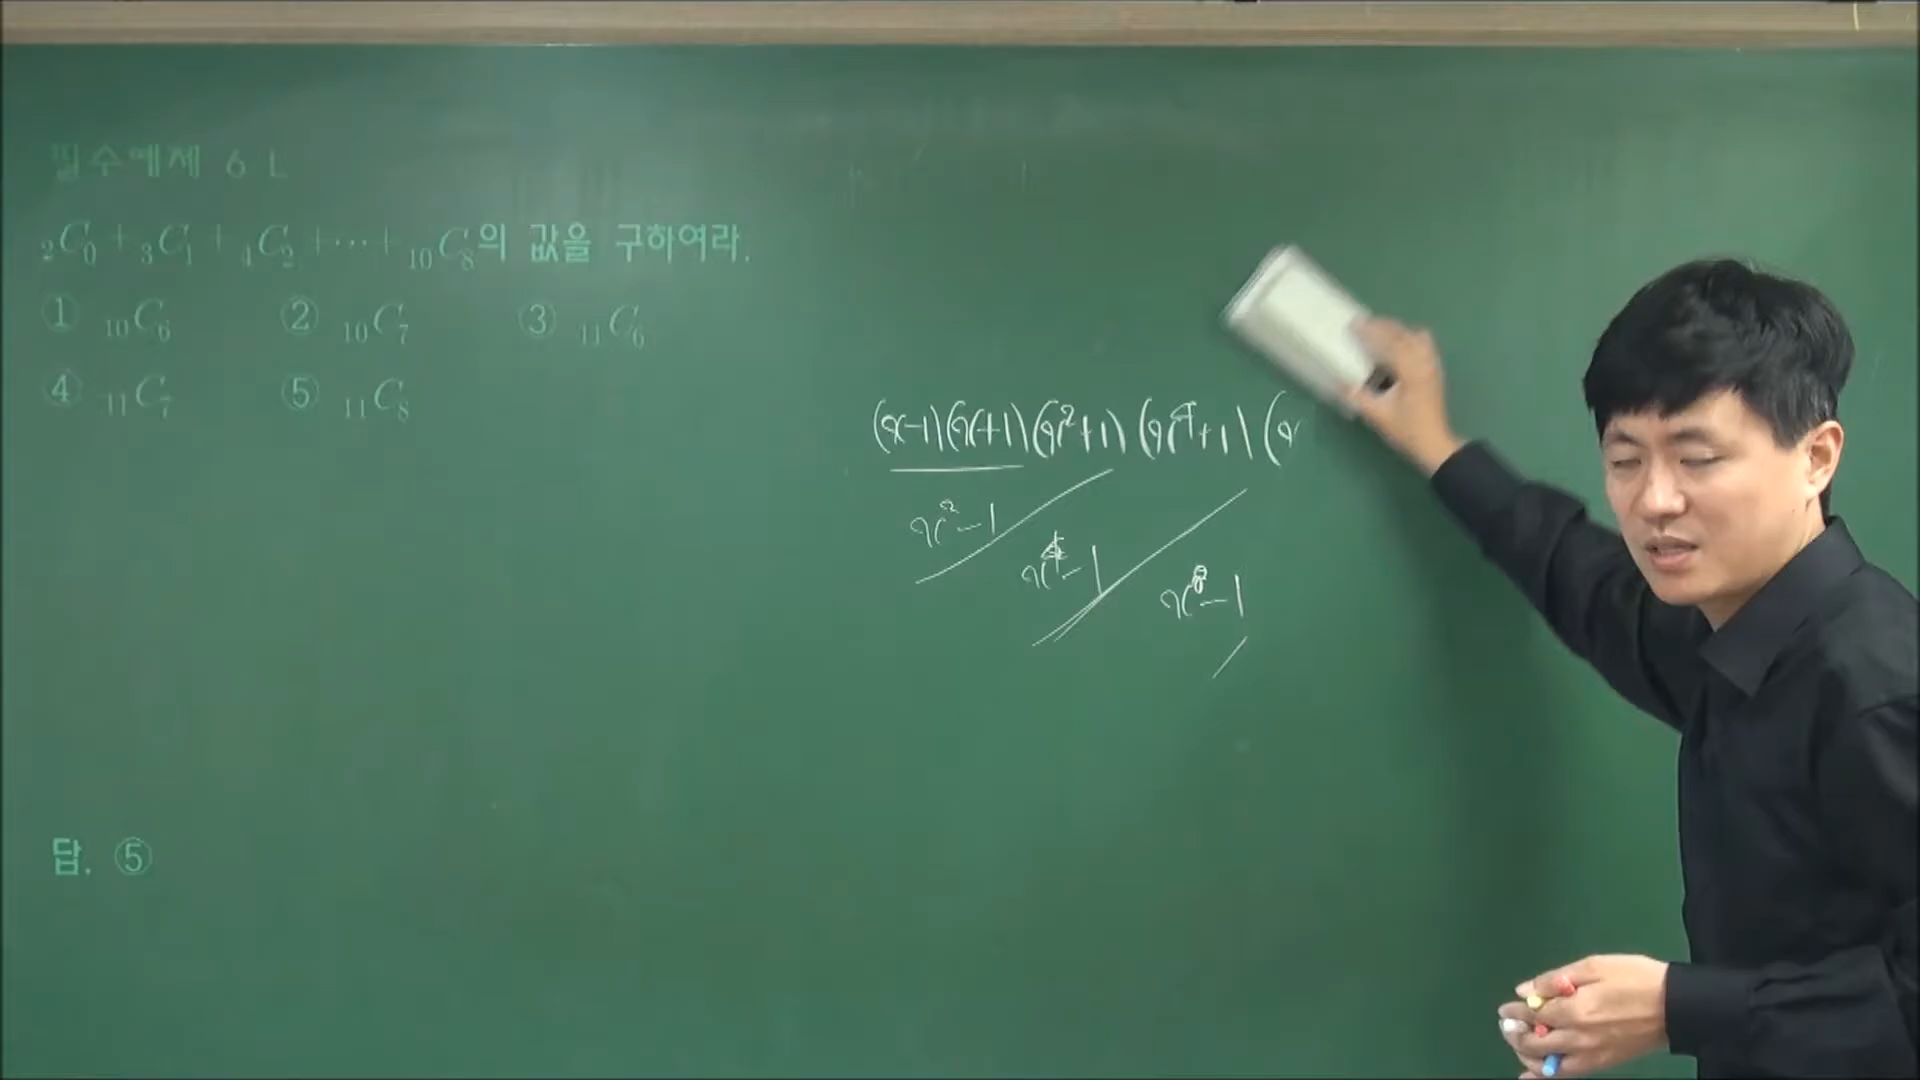 필수예제 6 L
₂C₀ + ₃C₁ + ₄C₂ + ⋯ + ₁₀C₈의 값을 구하여라.
① ₁₀C₆ ② ₁₀C₇ ③ ₁₁C₆
④ ₁₁C₇ ⑤ ₁₁C₈
(x-1)(x+1)(x²+1)(x⁴+1)(x
x²-1
x⁴-1
x⁸-1
답. ⑤